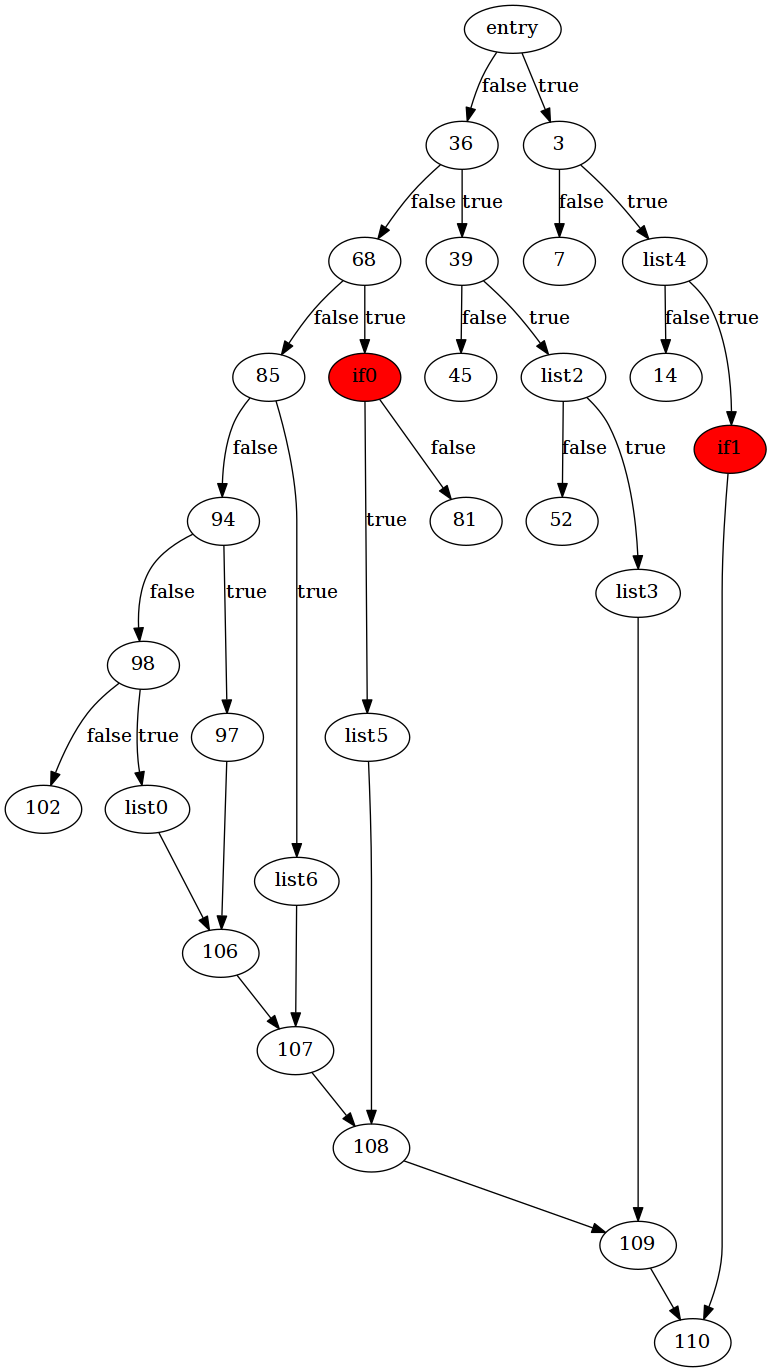 entry
false true
36 3
false true false true
68 39 7 list4
false true false true false true
85 if0 45 list2 14
false false false true if1
94 true 81 52
false true true list3
98 97 list5
false true
102 list0
list6
106
107
108
109
110